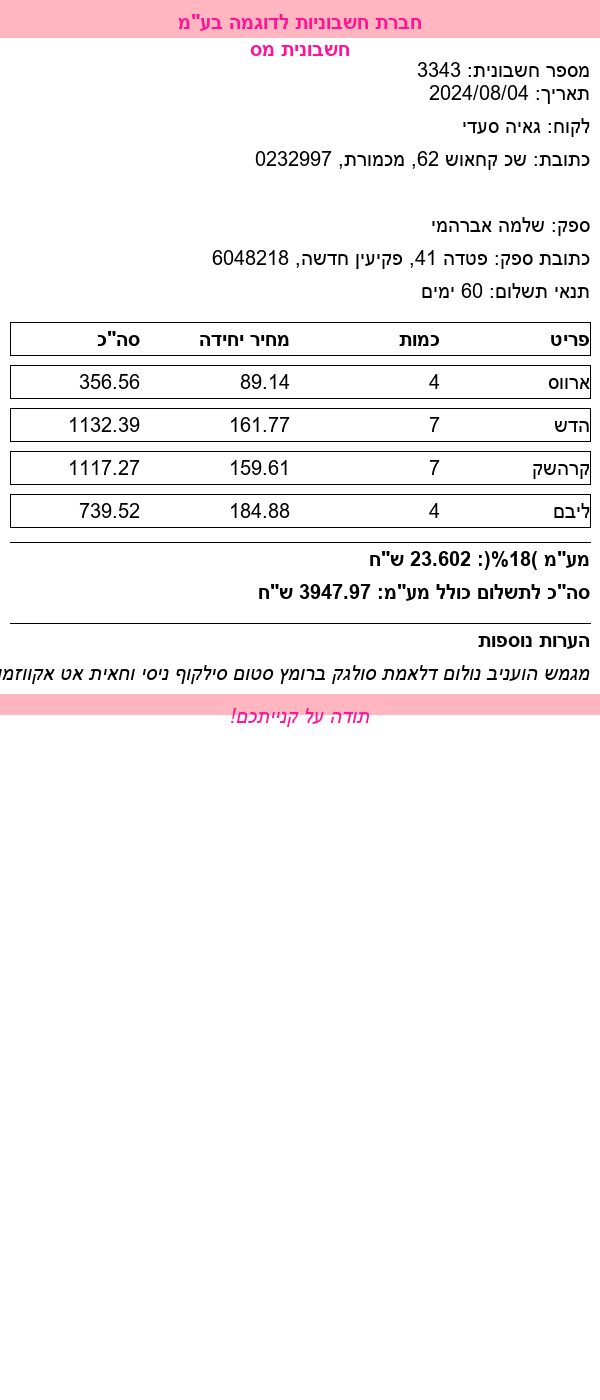 חברת חשבוניות לדוגמה בע"מ
חשבונית מס
מספר חשבונית: 3343
תאריך: 2024/08/04
לקוח: גאיה סעדי
כתובת: שכ קחאוש 62, מכמורת, 0232997
ספק: שלמה אברהמי
כתובת ספק: פטדה 41, פקיעין חדשה, 6048218
תנאי תשלום: 60 ימים
פריט כמות מחיר יחידה סה"כ
ארווס 4 89.14 356.56
הדש 7 161.77 1132.39
קרהשק 7 159.61 1117.27
ליבם 4 184.88 739.52
מע"מ )18%(: 23.602 ש"ח
סה"כ לתשלום כולל מע"מ: 3947.97 ש"ח
הערות נוספות
מגמש הועניב נולום דלאמת סולגק ברומץ סטום סילקוף ניסי וחאית אט אקווזמו
תודה על קנייתכם!